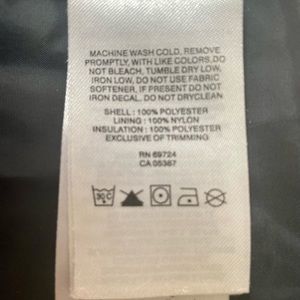 MACHINE WASH COLD, REMOVE
PROMPTLY, WITH LIKE COLORS,DO
NOT BLEACH, TUMBLE DRY LOW,
IRON LOW, DO NOT USE FABRIC
SOFTENER, IF PRESENT DO NOT
IRON DECAL, DO NOT DRYCLEAN
SHELL : 100% POLYESTER
LINING : 100% NYLON
INSULATION : 100% POLYESTER
EXCLUSIVE OF TRIMMING
RN 69724
CA 05367
30°C